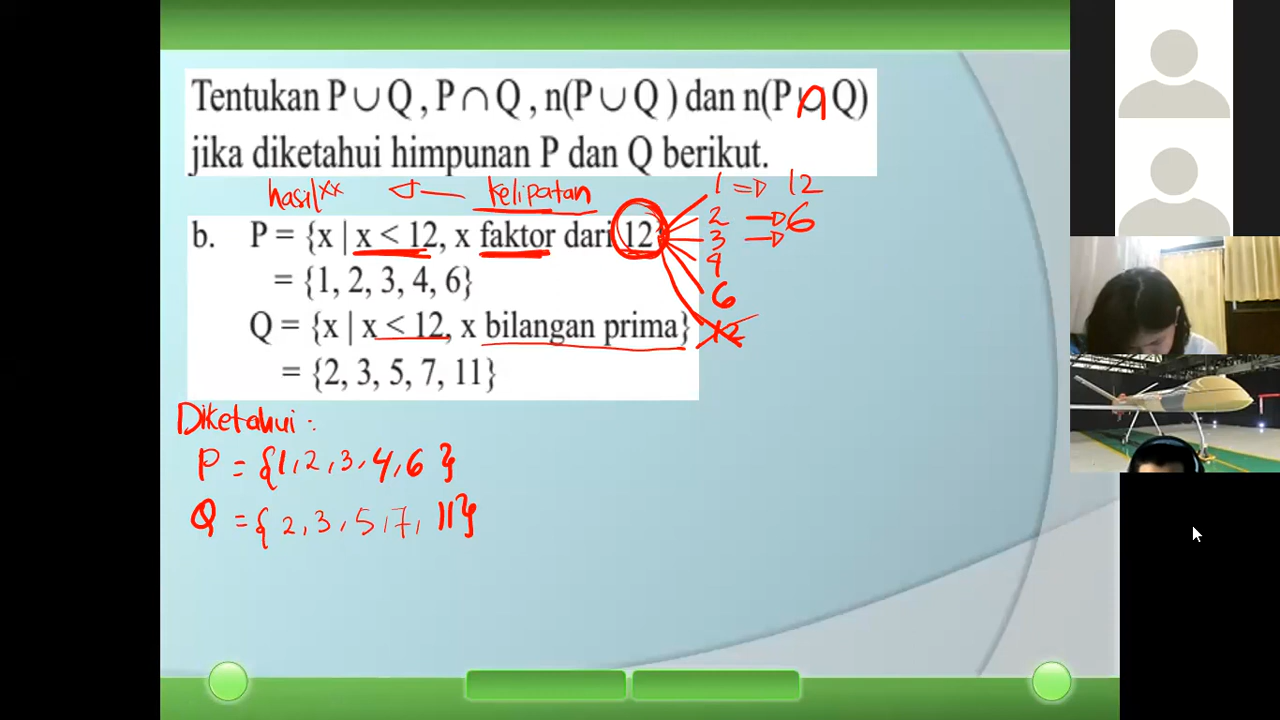 Tentukan P ∪ Q , P ∩ Q , n(P ∪ Q ) dan n(P ∩ Q)
jika diketahui himpunan P dan Q berikut.
hasil ×× ← kelipatan
1 ⇒ 12
2 → 6
3 →
4
6
12
b. P = {x | x < 12, x faktor dari 12}
= {1, 2, 3, 4, 6}
Q = {x | x < 12, x bilangan prima}
= {2, 3, 5, 7, 11}
Diketahui :
P = {1, 2, 3, 4, 6 }
Q = { 2, 3, 5, 7, 11}